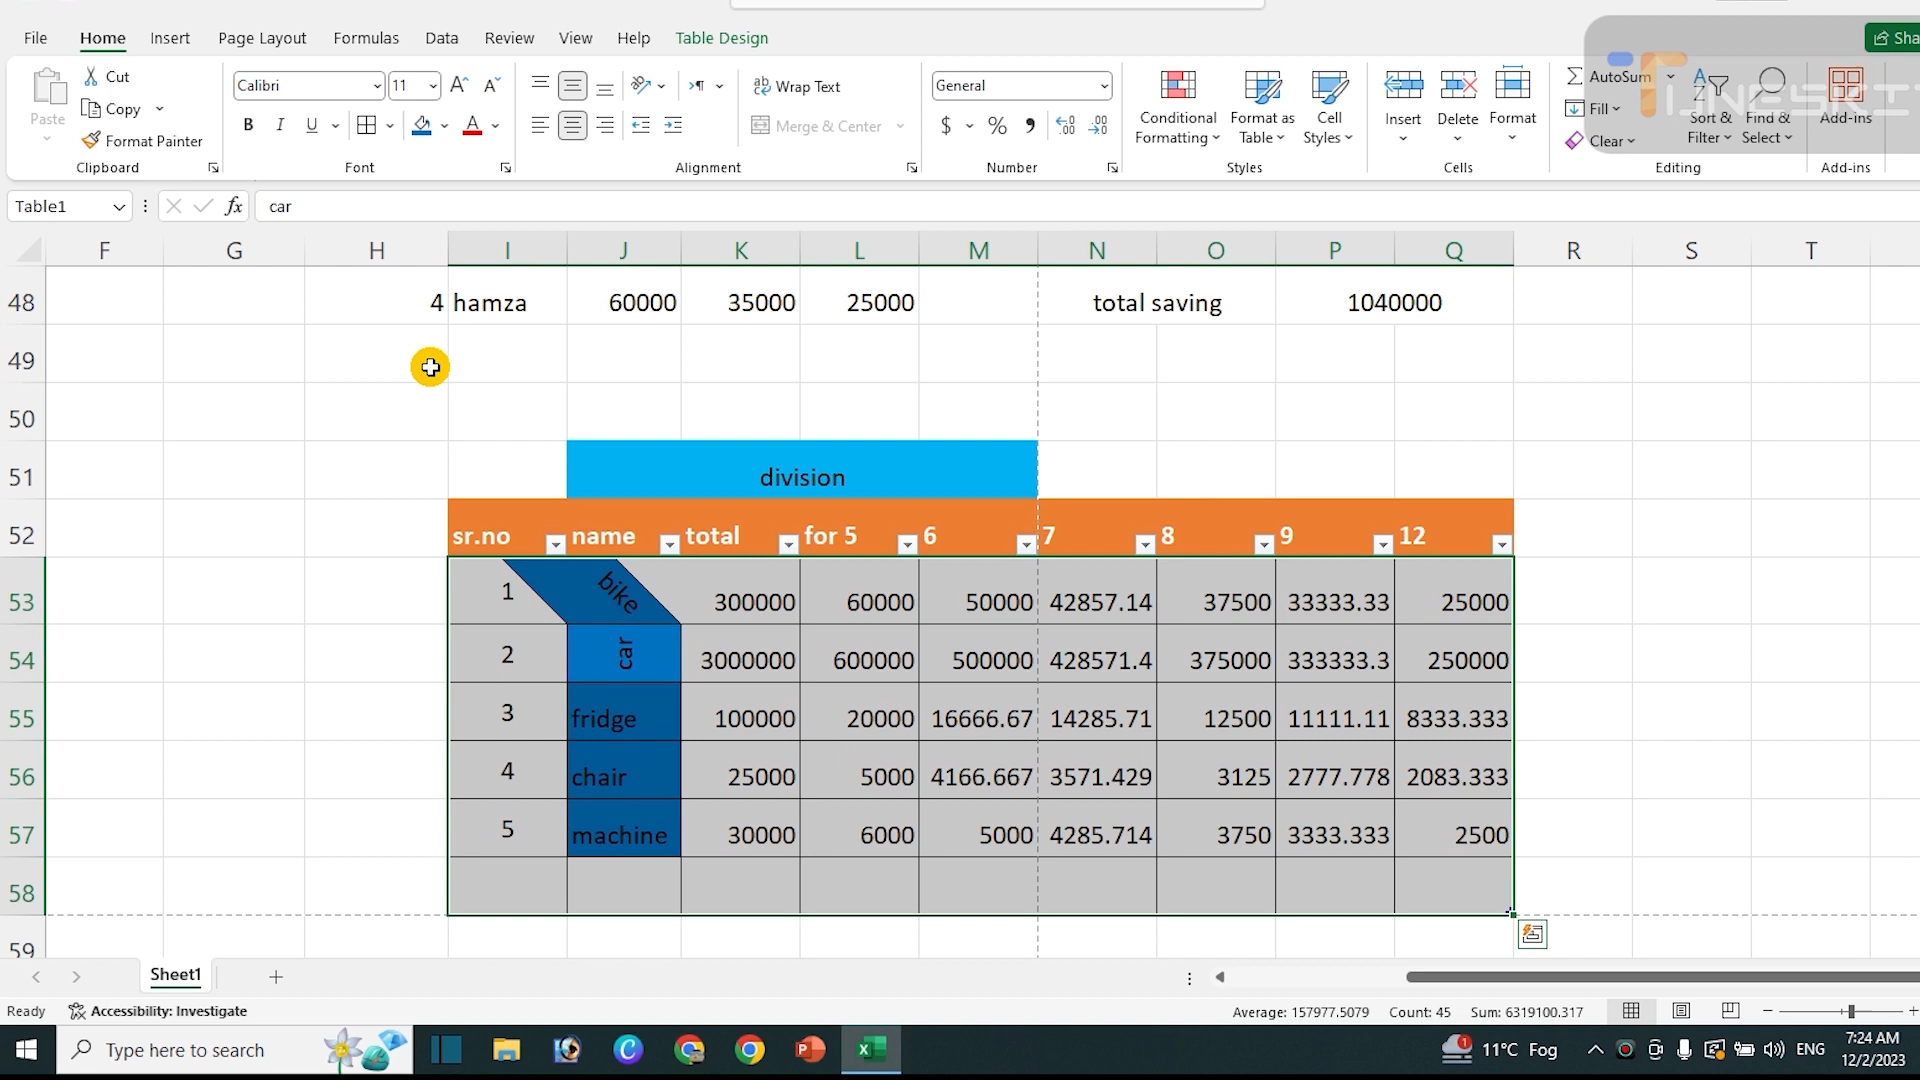 File Home Insert Page Layout Formulas Data Review View Help Table Design Sha
Paste Cut Copy Format Painter Clipboard
Calibri 11 B I U Font
Wrap Text Merge & Center Alignment
General $ % Number
Conditional Formatting Format as Table Cell Styles Styles
Insert Delete Format Cells
AutoSum Fill Clear Sort & Filter Find & Select Editing
Add-ins Add-ins
Table1 fx car
F G H I J K L M N O P Q R S T
48 4 hamza 60000 35000 25000 total saving 1040000
49
50
51 division
52 sr.no name total for 5 6 7 8 9 12
53 1 bike 300000 60000 50000 42857.14 37500 33333.33 25000
54 2 car 3000000 600000 500000 428571.4 375000 333333.3 250000
55 3 fridge 100000 20000 16666.67 14285.71 12500 11111.11 8333.333
56 4 chair 25000 5000 4166.667 3571.429 3125 2777.778 2083.333
57 5 machine 30000 6000 5000 4285.714 3750 3333.333 2500
58
59
Sheet1
Ready Accessibility: Investigate Average: 157977.5079 Count: 45 Sum: 6319100.317
Type here to search 1 11°C Fog ENG 7:24 AM
12/2/2023